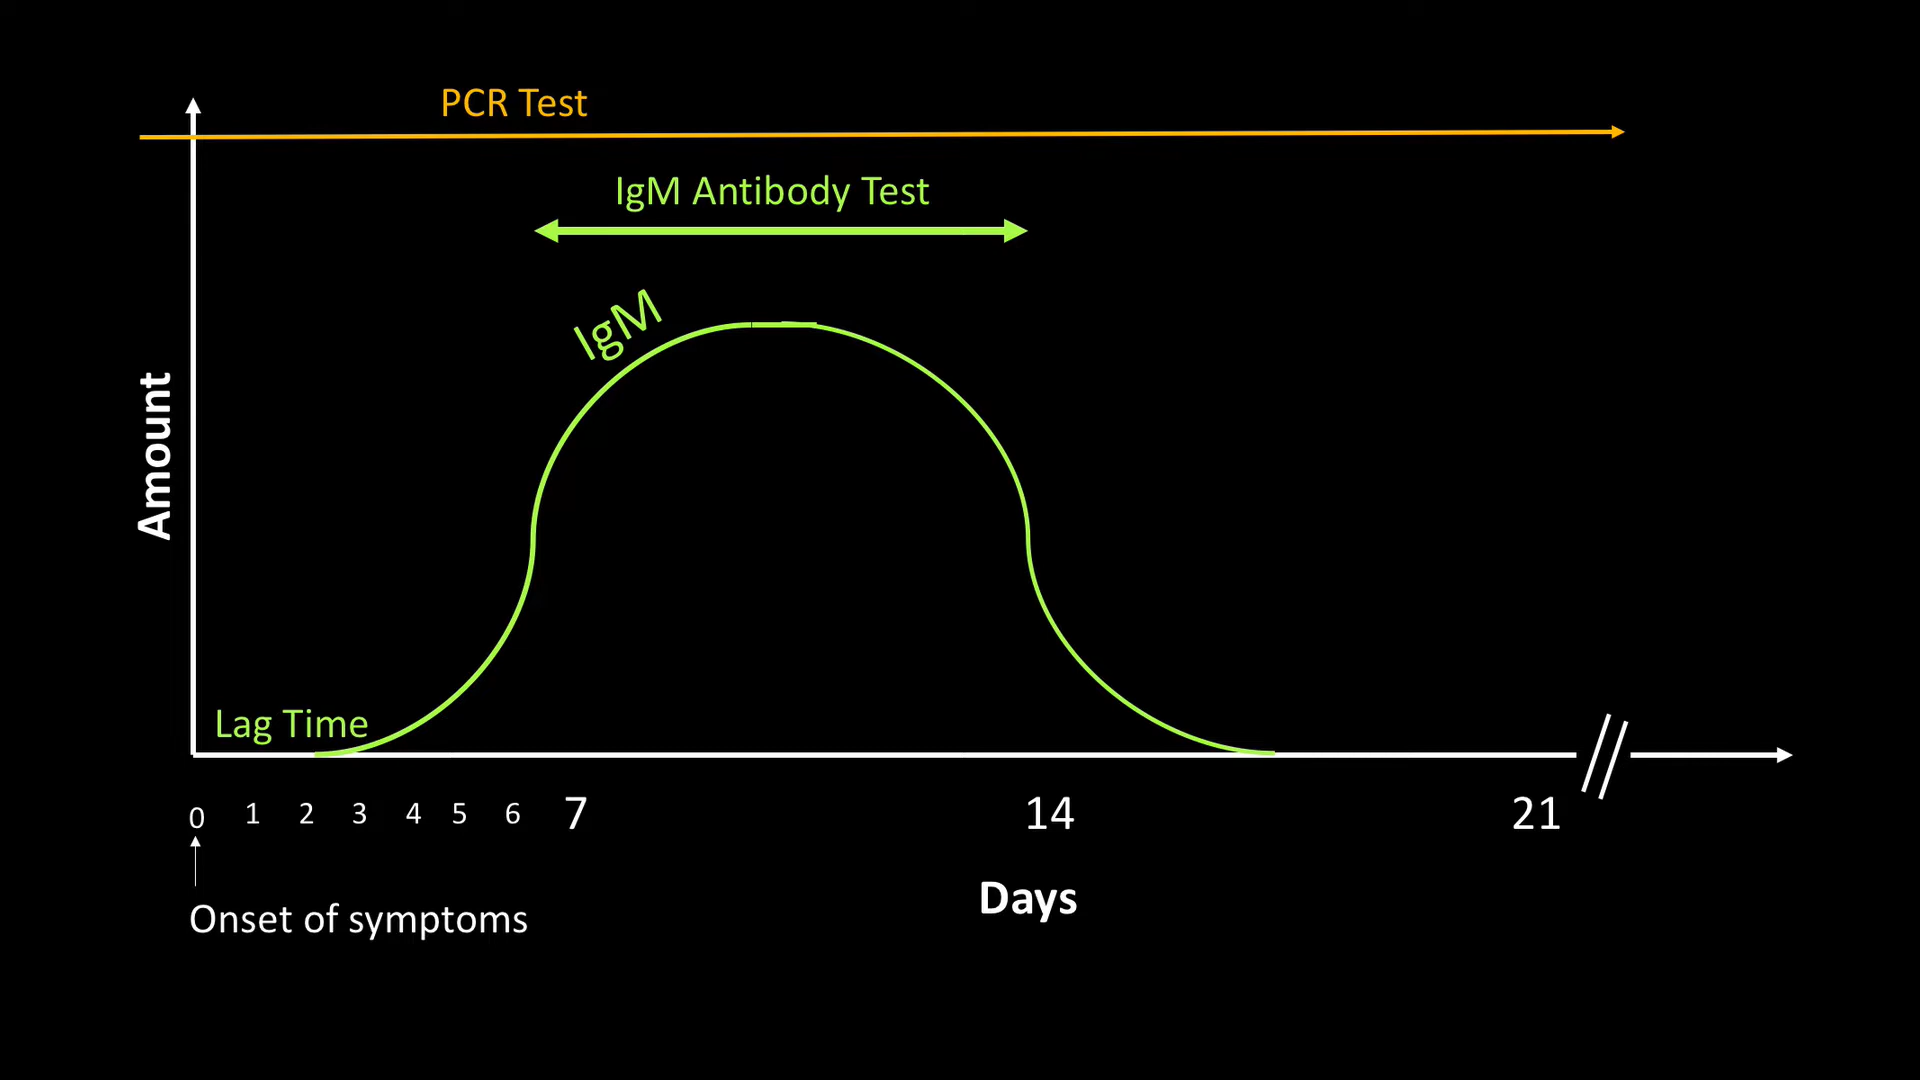 PCR Test
IgM Antibody Test
IgM
Amount
Lag Time
0 1 2 3 4 5 6 7 14 21
Days
Onset of symptoms